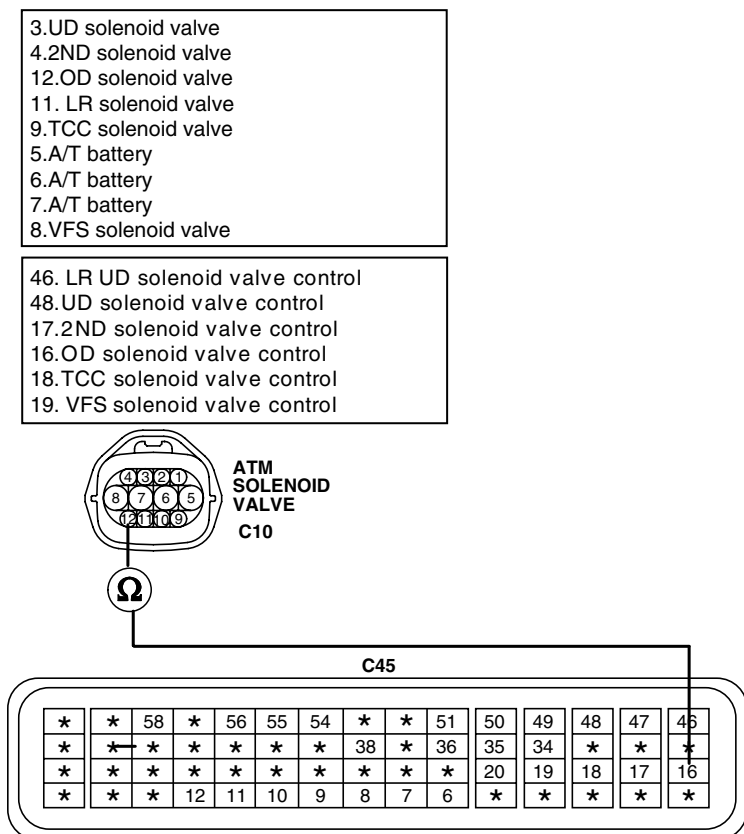 3.UD solenoid valve
4.2ND solenoid valve
12.OD solenoid valve
11. LR solenoid valve
9.TCC solenoid valve
5.A/T battery
6.A/T battery
7.A/T battery
8.VFS solenoid valve
46. LR UD solenoid valve control
48.UD solenoid valve control
17.2ND solenoid valve control
16.OD solenoid valve control
18.TCC solenoid valve control
19. VFS solenoid valve control
4 3 2 1
8 7 6 5
12 11 10 9
ATM
SOLENOID
VALVE
C10
Ω
C45
* * 58 * 56 55 54 * * 51 50 49 48 47 46
* * * * * * * 38 * 36 35 34 * * *
* * * * * * * * * * 20 19 18 17 16
* * * 12 11 10 9 8 7 6 * * * * *